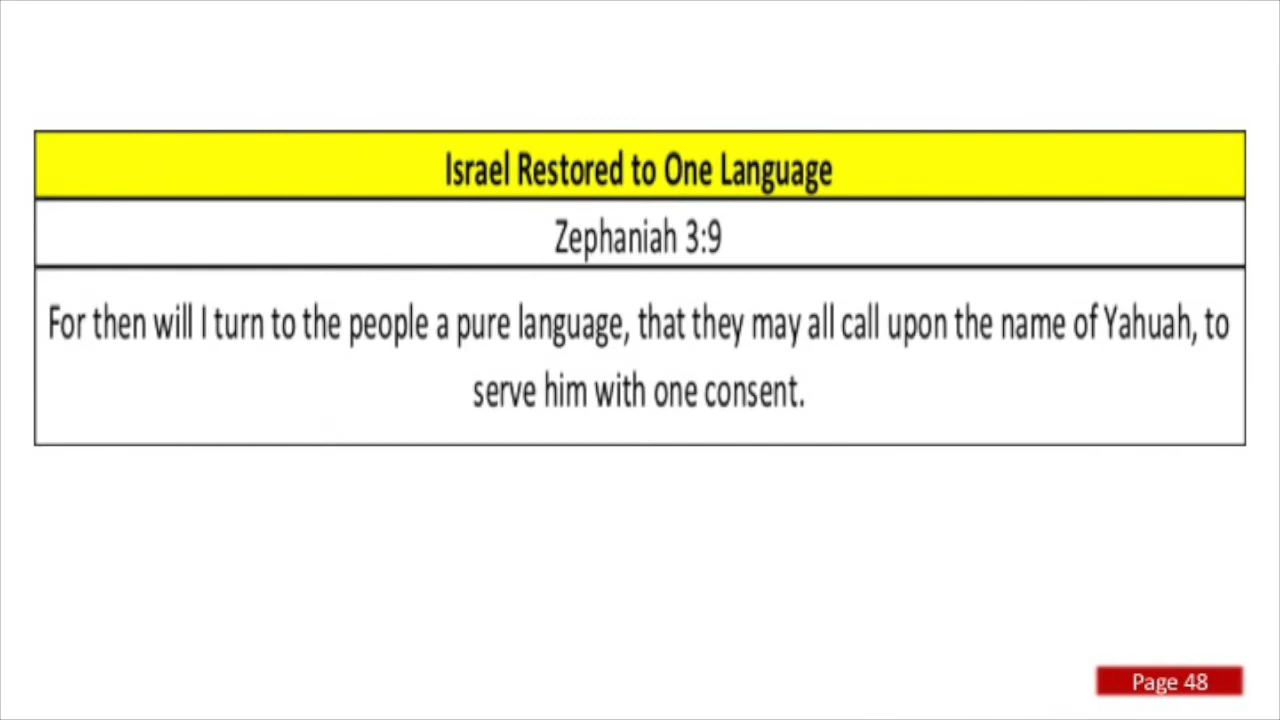 Israel Restored to One Language
Zephaniah 3:9
For then will I turn to the people a pure language, that they may all call upon the name of Yahuah, to
serve him with one consent.
Page 48